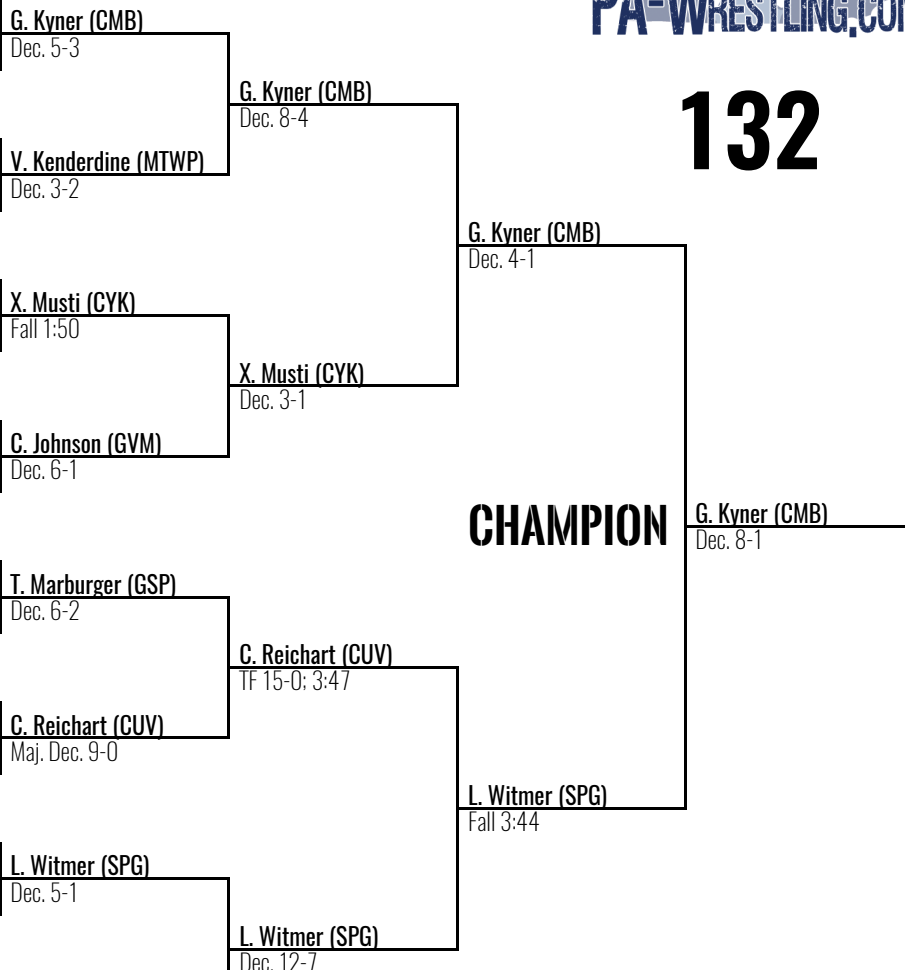 PA-WRESTLING.COM
132
G. Kyner (CMB)
Dec. 5-3
V. Kenderdine (MTWP)
Dec. 3-2
X. Musti (CYK)
Fall 1:50
C. Johnson (GVM)
Dec. 6-1
T. Marburger (GSP)
Dec. 6-2
C. Reichart (CUV)
Maj. Dec. 9-0
L. Witmer (SPG)
Dec. 5-1
G. Kyner (CMB)
Dec. 8-4
X. Musti (CYK)
Dec. 3-1
C. Reichart (CUV)
TF 15-0; 3:47
L. Witmer (SPG)
Dec. 12-7
G. Kyner (CMB)
Dec. 4-1
L. Witmer (SPG)
Fall 3:44
CHAMPION
G. Kyner (CMB)
Dec. 8-1